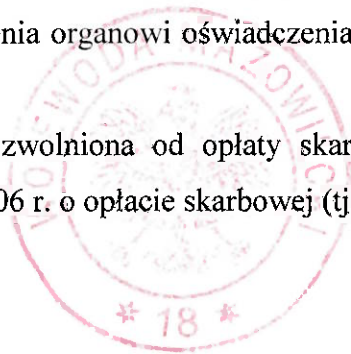 nia organowi oświadczenia
zwolniona od opłaty skar
06 r. o opłacie skarbowej (tj
WOJEWODA MAZOWIECKI
* 18 *